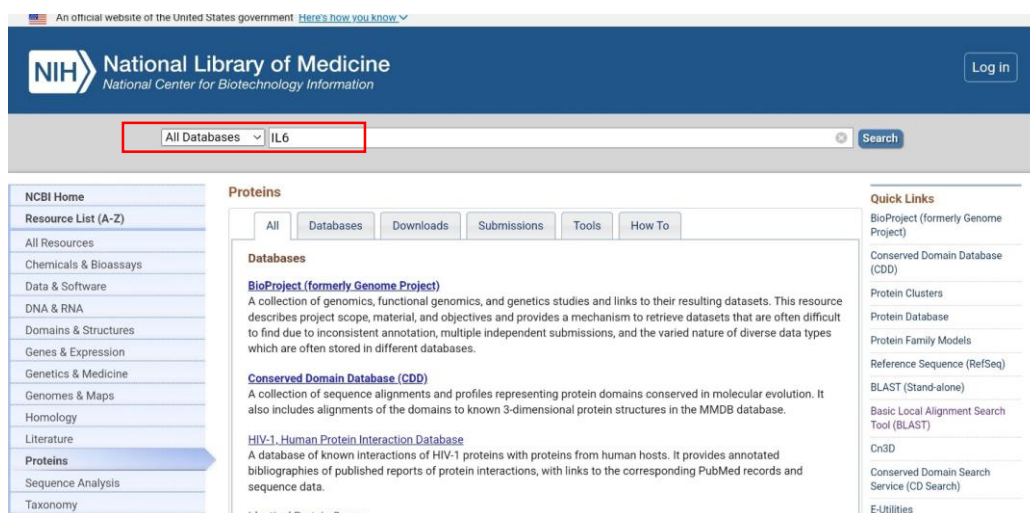 An official website of the United States government Here's how you know
NIH National Library of Medicine
National Center for Biotechnology Information
Log in
All Databases IL6
Search
NCBI Home
Resource List (A-Z)
All Resources
Chemicals & Bioassays
Data & Software
DNA & RNA
Domains & Structures
Genes & Expression
Genetics & Medicine
Genomes & Maps
Homology
Literature
Proteins
Sequence Analysis
Taxonomy
Proteins
All Databases Downloads Submissions Tools How To
Databases
BioProject (formerly Genome Project)
A collection of genomics, functional genomics, and genetics studies and links to their resulting datasets. This resource
describes project scope, material, and objectives and provides a mechanism to retrieve datasets that are often difficult
to find due to inconsistent annotation, multiple independent submissions, and the varied nature of diverse data types
which are often stored in different databases.
Conserved Domain Database (CDD)
A collection of sequence alignments and profiles representing protein domains conserved in molecular evolution. It
also includes alignments of the domains to known 3-dimensional protein structures in the MMDB database.
HIV-1, Human Protein Interaction Database
A database of known interactions of HIV-1 proteins with proteins from human hosts. It provides annotated
bibliographies of published reports of protein interactions, with links to the corresponding PubMed records and
sequence data.
Quick Links
BioProject (formerly Genome
Project)
Conserved Domain Database
(CDD)
Protein Clusters
Protein Database
Protein Family Models
Reference Sequence (RefSeq)
BLAST (Stand-alone)
Basic Local Alignment Search
Tool (BLAST)
Cn3D
Conserved Domain Search
Service (CD Search)
E-Utilities